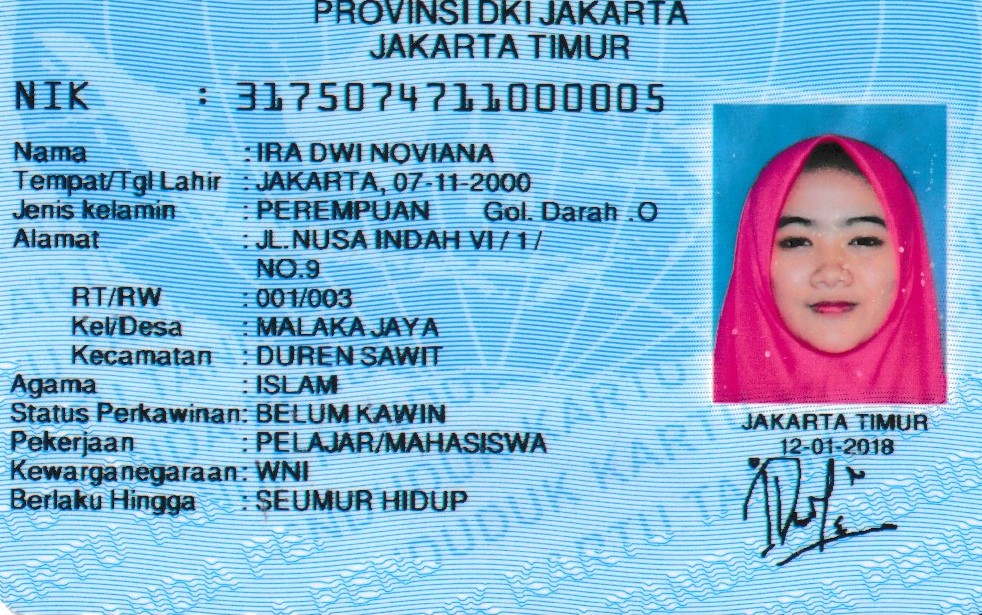 PROVINSI DKI JAKARTA
JAKARTA TIMUR
NIK : 3175074711000005
Nama : IRA DWI NOVIANA
Tempat/Tgl Lahir : JAKARTA, 07-11-2000
Jenis kelamin : PEREMPUAN Gol. Darah .O
Alamat : JL.NUSA INDAH VI / 1 /
NO.9
RT/RW : 001/003
Kel/Desa : MALAKA JAYA
Kecamatan : DUREN SAWIT
Agama : ISLAM
Status Perkawinan: BELUM KAWIN
Pekerjaan : PELAJAR/MAHASISWA
Kewarganegaraan: WNI
Berlaku Hingga : SEUMUR HIDUP
JAKARTA TIMUR
12-01-2018